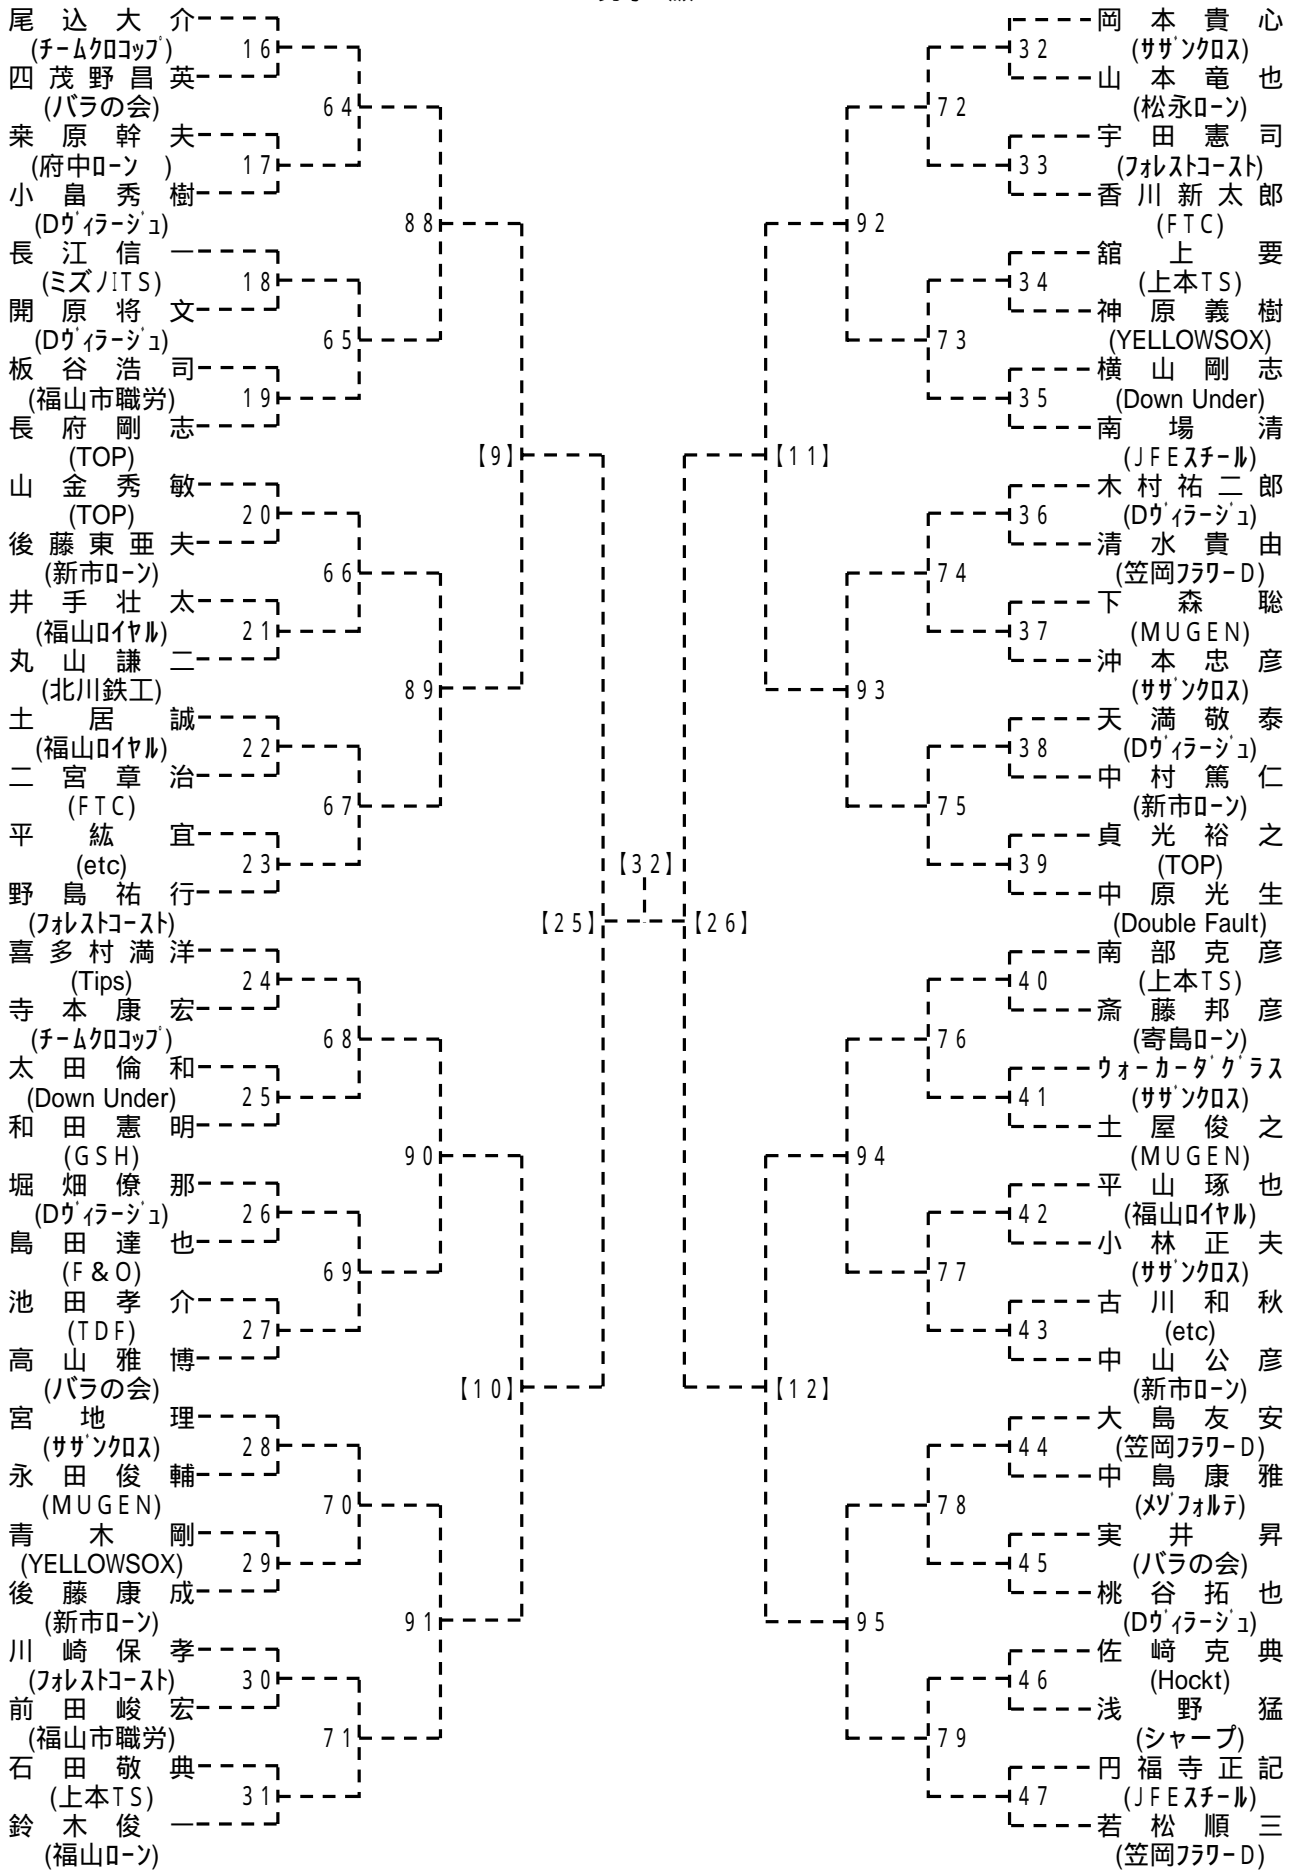 尾込大介
(チームクロコップ) 16
四茂野昌英
(バラの会) 64
桒原幹夫
(府中ローン ) 17
小畠秀樹
(Dヴィラージュ) 88
長江信一
(ミズノITS) 18
開原将文
(Dヴィラージュ) 65
板谷浩司
(福山市職労) 19
長府剛志
(TOP) 【9】
山金秀敏
(TOP) 20
後藤東亜夫
(新市ローン) 66
井手壮太
(福山ロイヤル) 21
丸山謙二
(北川鉄工) 89
土居誠
(福山ロイヤル) 22
二宮章治
(FTC) 67
平紘宜
(etc) 23
野島祐行
(フォレストコースト)
【25】
喜多村満洋
(Tips) 24
寺本康宏
(チームクロコップ) 68
太田倫和
(Down Under) 25
和田憲明
(GSH) 90
堀畑僚那
(Dヴィラージュ) 26
島田達也
(F&O) 69
池田孝介
(TDF) 27
高山雅博
(バラの会) 【10】
宮地理
(サザンクロス) 28
永田俊輔
(MUGEN) 70
青木剛
(YELLOWSOX) 29
後藤康成
(新市ローン) 91
川崎保孝
(フォレストコースト) 30
前田峻宏
(福山市職労) 71
石田敬典
(上本TS) 31
鈴木俊一
(福山ローン)
【32】
岡本貴心
32 (サザンクロス)
山本竜也
72 (松永ローン)
宇田憲司
33 (フォレストコースト)
香川新太郎
92 (FTC)
舘上要
34 (上本TS)
神原義樹
73 (YELLOWSOX)
横山剛志
35 (Down Under)
南場清
【11】 (JFEスチール)
木村祐二郎
36 (Dヴィラージュ)
清水貴由
74 (笠岡フラワーD)
下森聡
37 (MUGEN)
沖本忠彦
93 (サザンクロス)
天満敬泰
38 (Dヴィラージュ)
中村篤仁
75 (新市ローン)
貞光裕之
39 (TOP)
中原光生
【26】 (Double Fault)
南部克彦
40 (上本TS)
斎藤邦彦
76 (寄島ローン)
ウォーカーダグラス
41 (サザンクロス)
土屋俊之
94 (MUGEN)
平山琢也
42 (福山ロイヤル)
小林正夫
77 (サザンクロス)
古川和秋
43 (etc)
中山公彦
【12】 (新市ローン)
大島友安
44 (笠岡フラワーD)
中島康雅
78 (メゾフォルテ)
実井昇
45 (バラの会)
桃谷拓也
95 (Dヴィラージュ)
佐﨑克典
46 (Hockt)
浅野猛
79 (シャープ)
円福寺正記
47 (JFEスチール)
若松順三
(笠岡フラワーD)